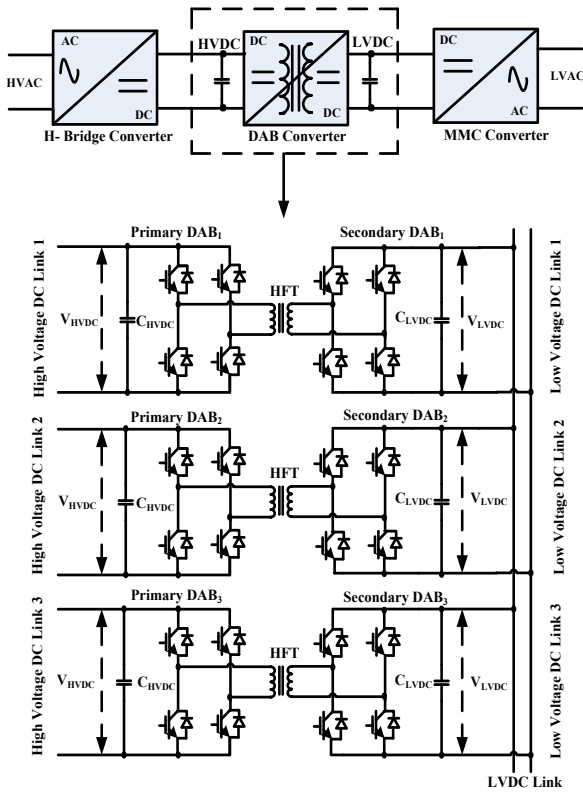 AC
DC
HVDC
DC
DC
LVDC
DC
AC
HVAC
LVAC
H- Bridge Converter
DAB Converter
MMC Converter
High Voltage DC Link 1
Primary DAB1
Secondary DAB1
HFT
VHVDC
CHVDC
CLVDC
VLVDC
Low Voltage DC Link 1
High Voltage DC Link 2
Primary DAB2
Secondary DAB2
HFT
VHVDC
CHVDC
CLVDC
VLVDC
Low Voltage DC Link 2
High Voltage DC Link 3
Primary DAB3
Secondary DAB3
HFT
VHVDC
CHVDC
CLVDC
VLVDC
Low Voltage DC Link 3
LVDC Link